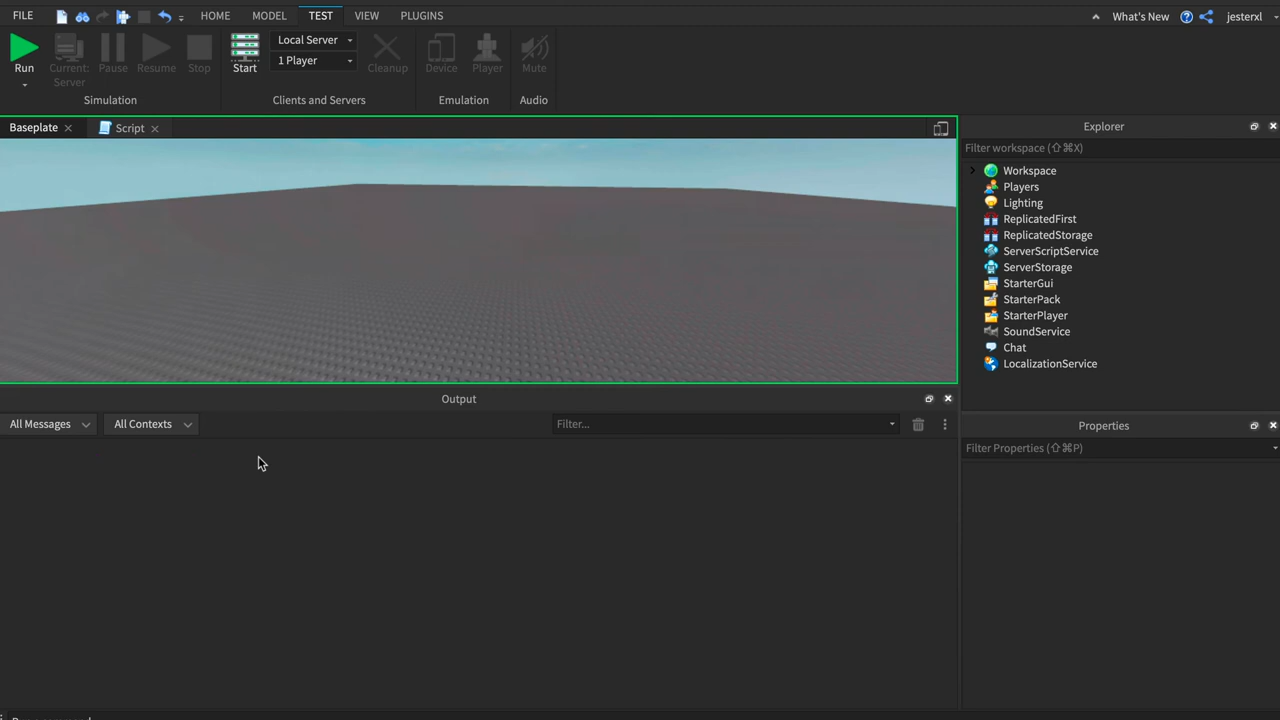 FILE HOME MODEL TEST VIEW PLUGINS What's New jesterxl
Run Current: Server Pause Resume Stop
Simulation
Start Local Server
1 Player
Cleanup
Clients and Servers
Device Player
Emulation
Mute
Audio
Baseplate Script
Output
All Messages All Contexts Filter...
Explorer
Filter workspace (⇧⌘X)
Workspace
Players
Lighting
ReplicatedFirst
ReplicatedStorage
ServerScriptService
ServerStorage
StarterGui
StarterPack
StarterPlayer
SoundService
Chat
LocalizationService
Properties
Filter Properties (⇧⌘P)